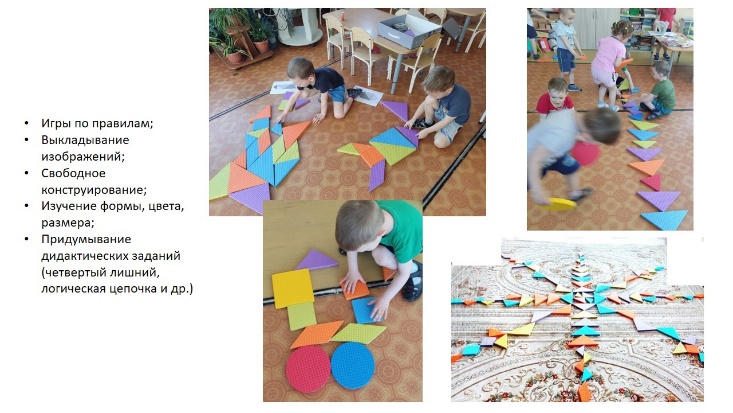 • Игры по правилам;
• Выкладывание
изображений;
• Свободное
конструирование;
• Изучение формы, цвета,
размера;
• Придумывание
дидактических заданий
(четвертый лишний,
логическая цепочка и др.)